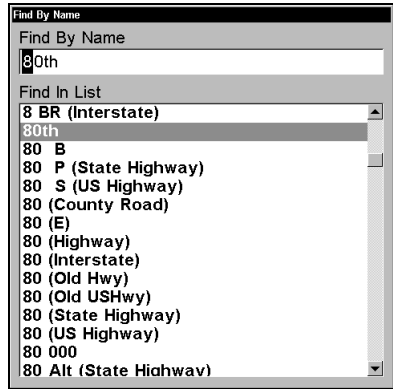 Find By Name
Find By Name
80th
Find In List
8 BR (Interstate)
80th
80 B
80 P (State Highway)
80 S (US Highway)
80 (County Road)
80 (E)
80 (Highway)
80 (Interstate)
80 (Old Hwy)
80 (Old USHwy)
80 (State Highway)
80 (US Highway)
80 000
80 Alt (State Highway)